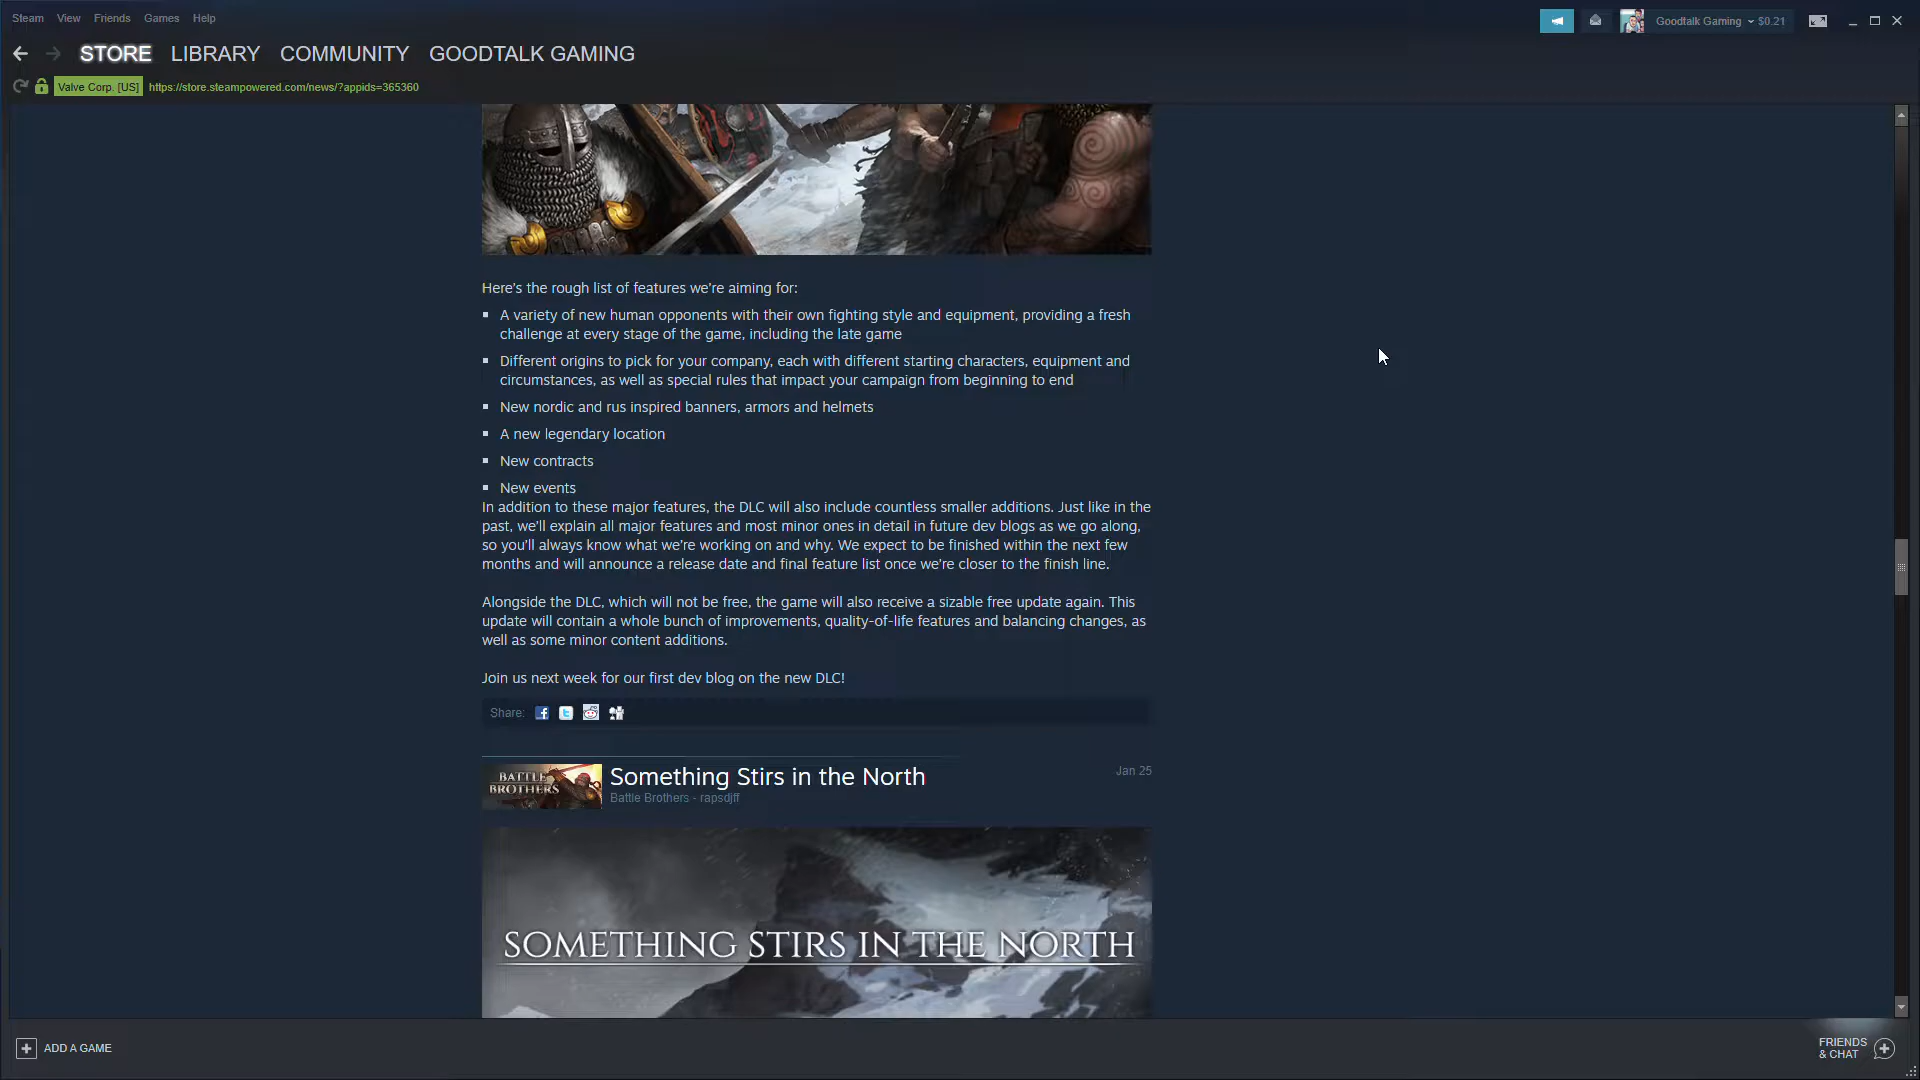 Steam View Friends Games Help
Goodtalk Gaming $0.21
STORE LIBRARY COMMUNITY GOODTALK GAMING
Valve Corp. [US] https://store.steampowered.com/news/?appids=365360
Here's the rough list of features we're aiming for:
A variety of new human opponents with their own fighting style and equipment, providing a fresh
challenge at every stage of the game, including the late game
Different origins to pick for your company, each with different starting characters, equipment and
circumstances, as well as special rules that impact your campaign from beginning to end
New nordic and rus inspired banners, armors and helmets
A new legendary location
New contracts
New events
In addition to these major features, the DLC will also include countless smaller additions. Just like in the
past, we'll explain all major features and most minor ones in detail in future dev blogs as we go along,
so you'll always know what we're working on and why. We expect to be finished within the next few
months and will announce a release date and final feature list once we're closer to the finish line.
Alongside the DLC, which will not be free, the game will also receive a sizable free update again. This
update will contain a whole bunch of improvements, quality-of-life features and balancing changes, as
well as some minor content additions.
Join us next week for our first dev blog on the new DLC!
Share:
BATTLE
BROTHERS
Something Stirs in the North
Jan 25
Battle Brothers - rapsdjff
SOMETHING STIRS IN THE NORTH
ADD A GAME
FRIENDS
& CHAT